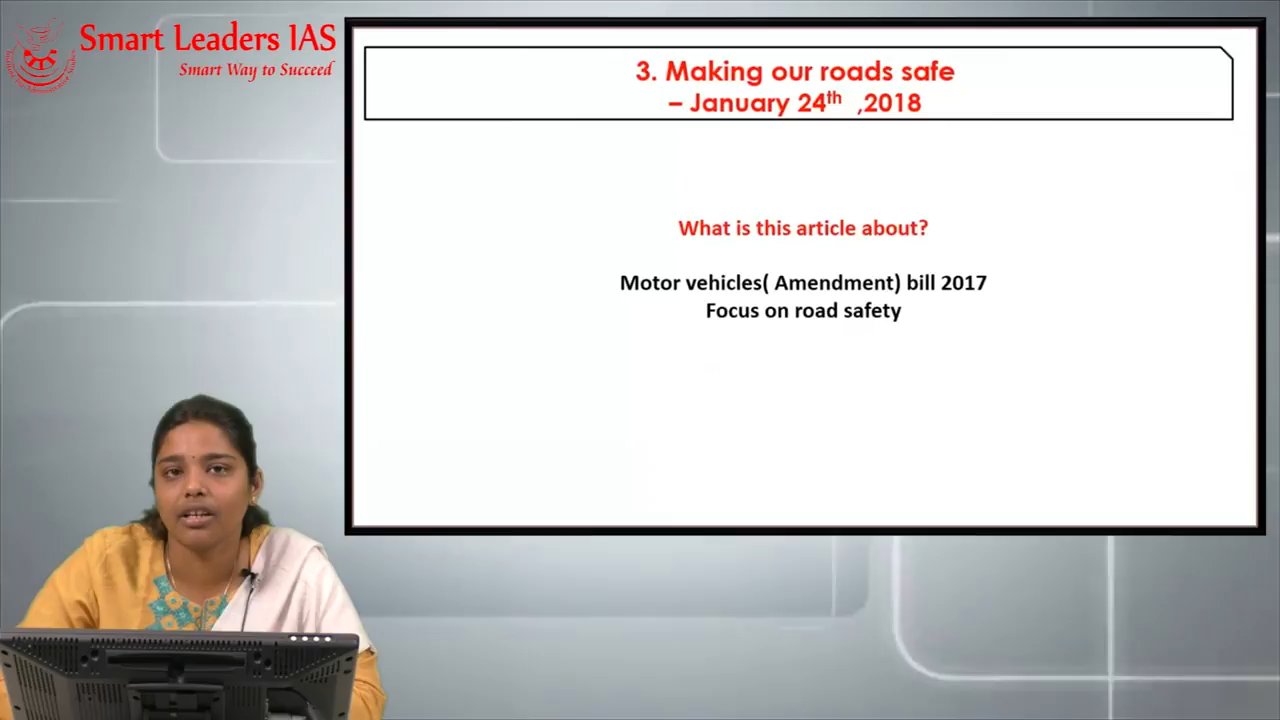 Smart Leaders IAS
Smart Way to Succeed
3. Making our roads safe
– January 24th ,2018
What is this article about?
Motor vehicles( Amendment) bill 2017
Focus on road safety